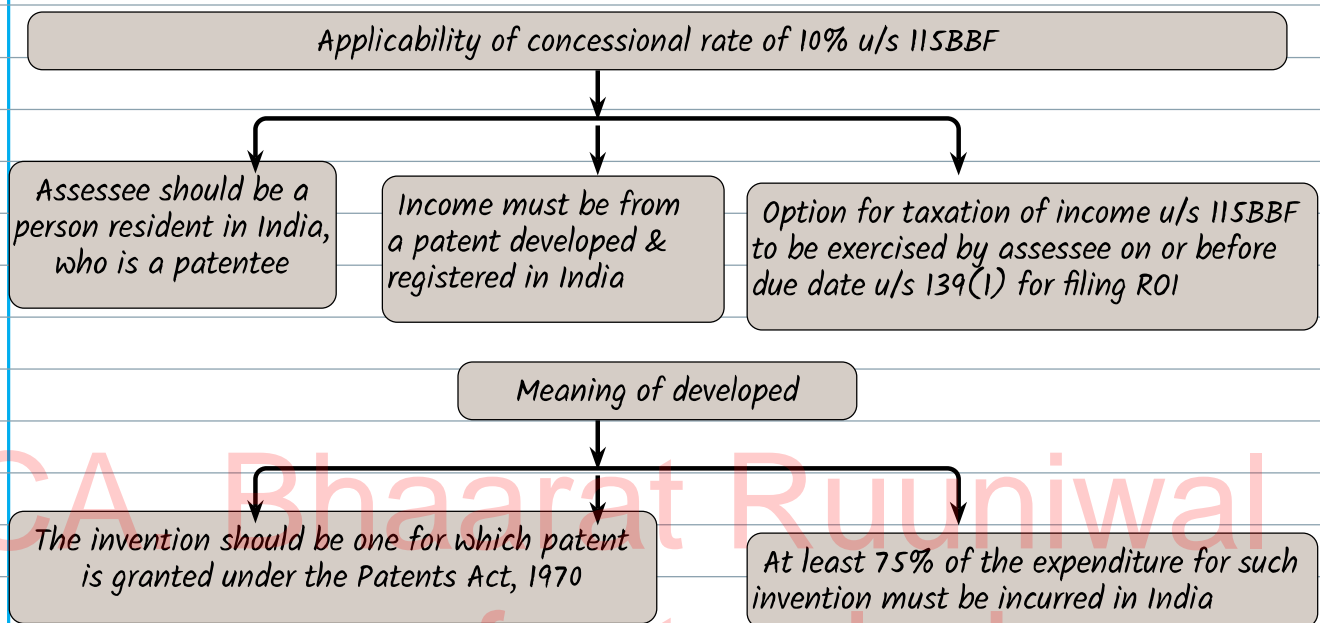 Applicability of concessional rate of 10% u/s 115BBF
Assessee should be a
person resident in India,
who is a patentee
Income must be from
a patent developed &
registered in India
Option for taxation of income u/s 115BBF
to be exercised by assessee on or before
due date u/s 139(1) for filing ROI
Meaning of developed
CA Bhaarat Ruuniwal
The invention should be one for which patent
is granted under the Patents Act, 1970
At least 75% of the expenditure for such
invention must be incurred in India